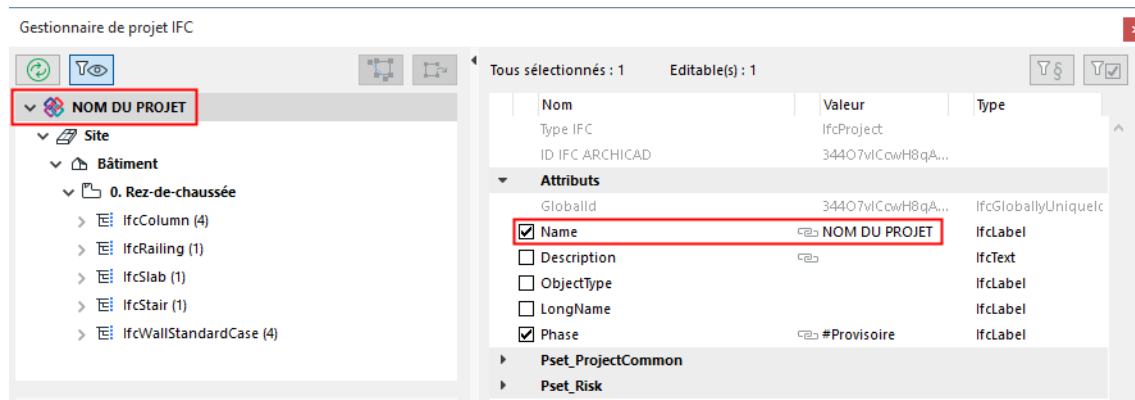 Gestionnaire de projet IFC
Tous sélectionnés : 1 Editable(s) : 1
NOM DU PROJET
Site
Bâtiment
0. Rez-de-chaussée
IfcColumn (4)
IfcRailing (1)
IfcSlab (1)
IfcStair (1)
IfcWallStandardCase (4)
Nom Valeur Type
Type IFC IfcProject
ID IFC ARCHICAD 344O7vlCcwH8qA...
Attributs
GlobalId 344O7vlCcwH8qA... IfcGloballyUniqueIc
Name NOM DU PROJET IfcLabel
Description IfcText
ObjectType IfcLabel
LongName IfcLabel
Phase #Provisoire IfcLabel
Pset_ProjectCommon
Pset_Risk